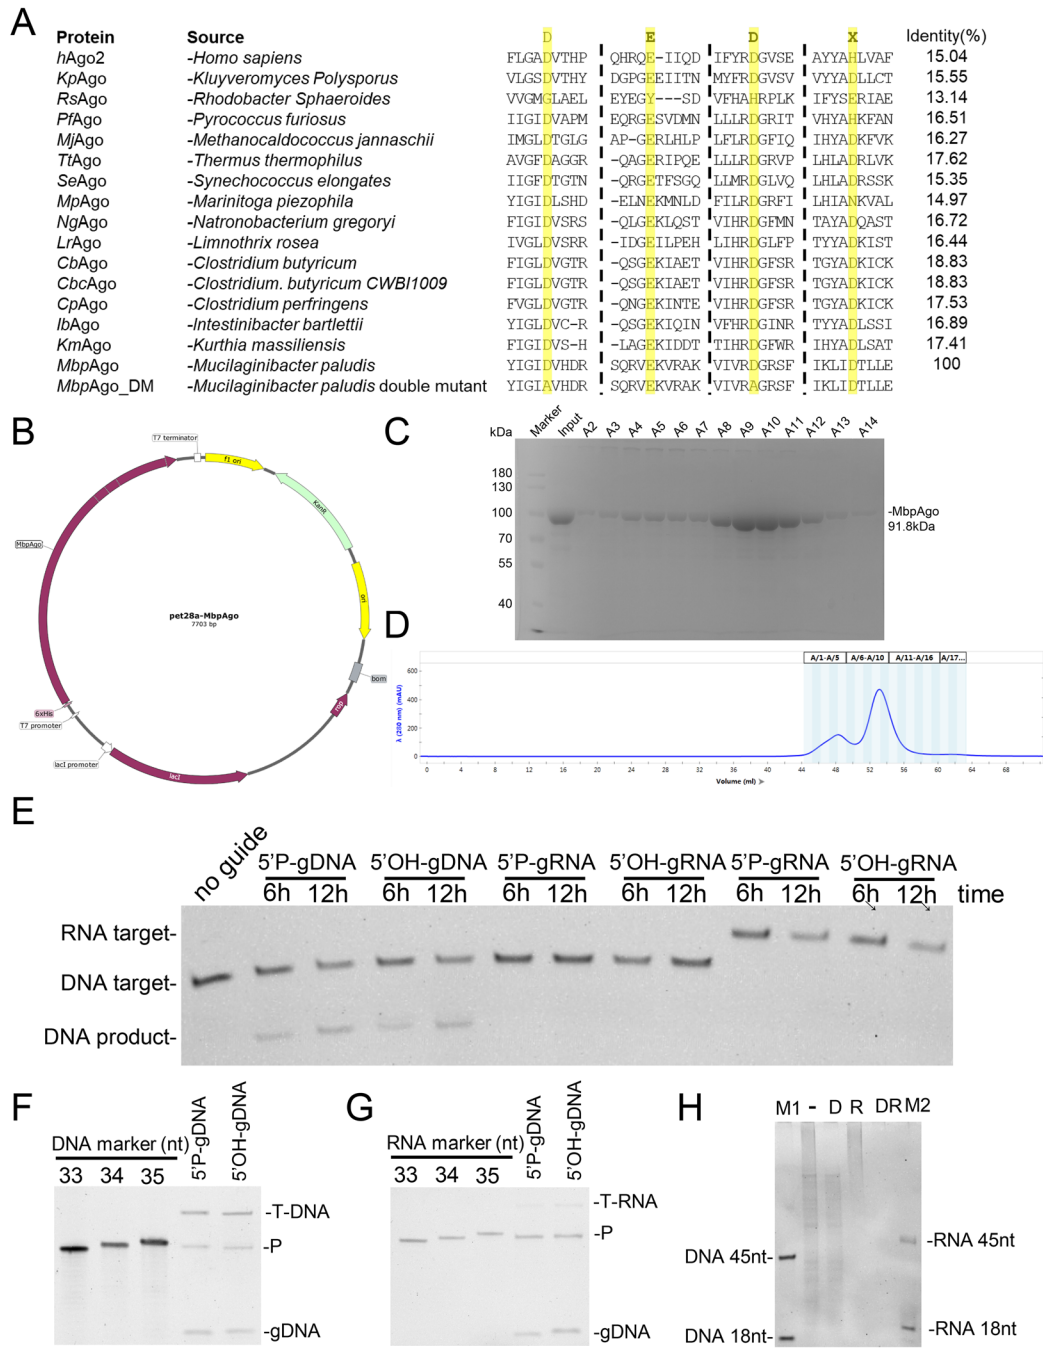 A
Protein Source D E D X Identity(%)
hAgo2 -Homo sapiens FLGADVTHP QHRQE-IIQD IFYRDGVSE AYYAHLVAF 15.04
KpAgo -Kluyveromyces Polysporus VLGSDVTHY DGPGEEITN MYFRDGVSV VYYADLLCT 15.55
RsAgo -Rhodobacter Sphaeroides VVGMGLAEL EYEGY---SD VFHAHRPLK IFYSERIAE 13.14
PfAgo -Pyrococcus furiosus IIGIDVAPM EQRGESVDMN LLLLRDGRIT VHYAHKFAN 16.51
MjAgo -Methanocaldococcus jannaschii IMGLDTGLG AP-GERLHLP LFLRDGFIQ IHYADKFVK 16.27
TtAgo -Thermus thermophilus AVGFDAGGR -QAGERIPQE LLLRDGRVP LHLADRLVK 17.62
SeAgo -Synechococcus elongates IIGFDTGTN -QRGETFSGQ LLMRDGLVQ LHLADRSSK 15.35
MpAgo -Marinitoga piezophila YIGIDLSHD -ELNEKMNLD FILRDGRFI LHIANKVAL 14.97
NgAgo -Natronobacterium gregoryi FIGIDVSRS -QLGEKLQST VIHRDGFMN TAYADQAST 16.72
LrAgo -Limnothrix rosea IVGLDVSRR -IDGEILPEH LIHRDGLFP TYYADKIST 16.44
CbAgo -Clostridium butyricum FIGLDVGTR -QSGEKIAET VIHRDGFSR TGYADKICK 18.83
CbcAgo -Clostridium. butyricum CWBI1009 FIGLDVGTR -QSGEKIAET VIHRDGFSR TGYADKICK 18.83
CpAgo -Clostridium perfringens FVGLDVGTR -QNGEKINTE VIHRDGFSR TGYADKICK 17.53
IbAgo -Intestinibacter bartlettii YIGLDVC-R -QSGEKIQIN VFHRDGINR TYYADLSSI 16.89
KmAgo -Kurthia massiliensis FIGIDVS-H -LAGEKIDDT TIHRDGFWR IHYADLSAT 17.41
MbpAgo -Mucilaginibacter paludis YIGIDVHDR SQRVEKVRAK VIVRDGRSF IKLIDTLLE 100
MbpAgo_DM -Mucilaginibacter paludis double mutant YIGIAVHDR SQRVEKVRAK VIVRAGRSF IKLIDTLLE
B
T7 terminator
f1 ori
KanR
ori
bom
rop
lacI
lacI promoter
T7 promoter
6xHis
MbpAgo
pet28a-MbpAgo
7703 bp
C
kDa Marker Input A2 A3 A4 A5 A6 A7 A8 A9 A10 A11 A12 A13 A14
180
130
100
70
55
40
-MbpAgo
91.8kDa
D
A/1-A/5 A/6-A/10 A/11-A/16 A/17...
λ (280 nm) (mAU)
600
400
200
0
0 4 8 12 16 20 24 28 32 36 40 44 48 52 56 60 64 68
Volume (ml)
E
no guide 5'P-gDNA 5'OH-gDNA 5'P-gRNA 5'OH-gRNA 5'P-gRNA 5'OH-gRNA
6h 12h 6h 12h 6h 12h 6h 12h 6h 12h 6h 12h time
RNA target-
DNA target-
DNA product-
F
DNA marker (nt) 5'P-gDNA 5'OH-gDNA
33 34 35
-T-DNA
-P
-gDNA
G
RNA marker (nt) 5'P-gDNA 5'OH-gDNA
33 34 35
-T-RNA
-P
-gDNA
H
M1 - D R DR M2
DNA 45nt-
DNA 18nt-
-RNA 45nt
-RNA 18nt